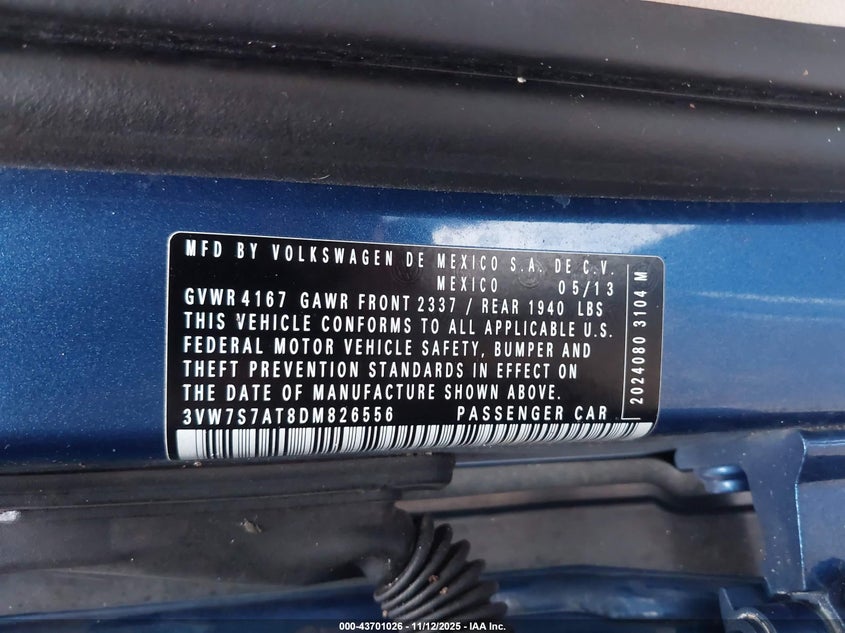 MFD BY VOLKSWAGEN DE MEXICO S.A. DE C.V.
MEXICO 05/13
GVWR 4167 GAWR FRONT 2337 / REAR 1940 LBS
THIS VEHICLE CONFORMS TO ALL APPLICABLE U.S.
FEDERAL MOTOR VEHICLE SAFETY, BUMPER AND
THEFT PREVENTION STANDARDS IN EFFECT ON
THE DATE OF MANUFACTURE SHOWN ABOVE.
3VW7S7AT8DM826556 PASSENGER CAR
2024080 3104 M
000-43701026 - 11/12/2025 - IAA Inc.